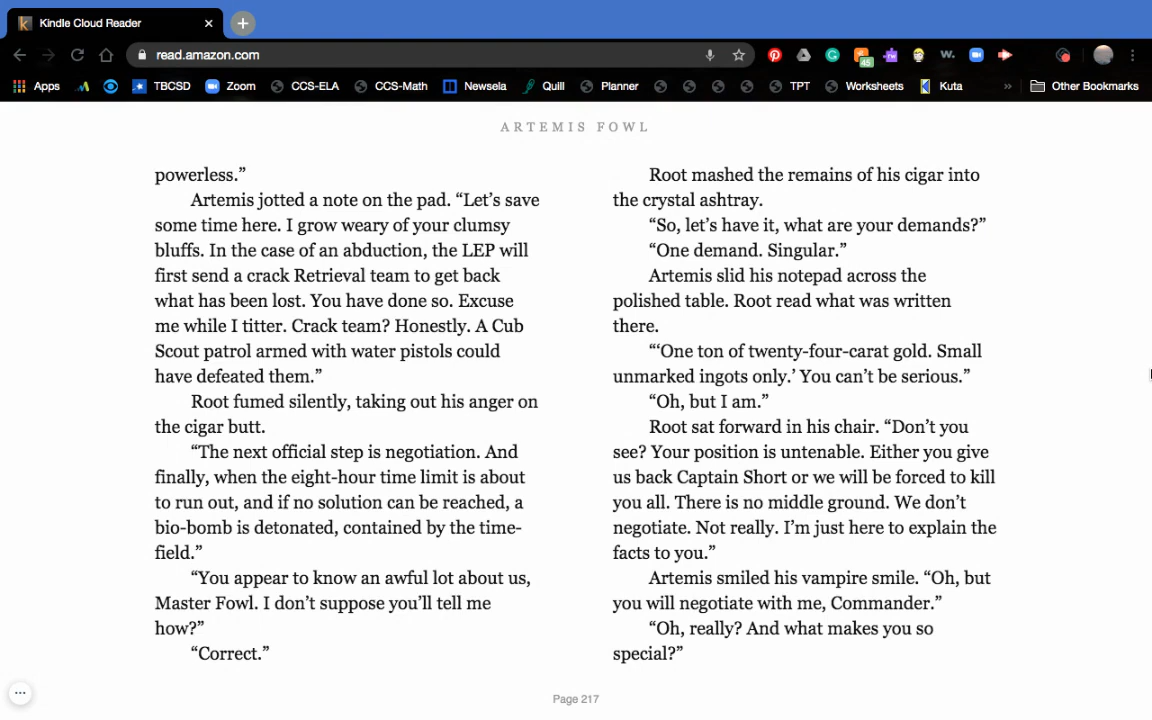 Kindle Cloud Reader
read.amazon.com
Apps
TBCSD
Zoom
CCS-ELA
CCS-Math
Newsela
Quill
Planner
TPT
Worksheets
Kuta
»
Other Bookmarks
45
ARTEMIS FOWL
powerless.”
Artemis jotted a note on the pad. “Let’s save
some time here. I grow weary of your clumsy
bluffs. In the case of an abduction, the LEP will
first send a crack Retrieval team to get back
what has been lost. You have done so. Excuse
me while I titter. Crack team? Honestly. A Cub
Scout patrol armed with water pistols could
have defeated them.”
Root fumed silently, taking out his anger on
the cigar butt.
“The next official step is negotiation. And
finally, when the eight-hour time limit is about
to run out, and if no solution can be reached, a
bio-bomb is detonated, contained by the time-
field.”
“You appear to know an awful lot about us,
Master Fowl. I don’t suppose you’ll tell me
how?”
“Correct.”
Root mashed the remains of his cigar into
the crystal ashtray.
“So, let’s have it, what are your demands?”
“One demand. Singular.”
Artemis slid his notepad across the
polished table. Root read what was written
there.
“‘One ton of twenty-four-carat gold. Small
unmarked ingots only.’ You can’t be serious.”
“Oh, but I am.”
Root sat forward in his chair. “Don’t you
see? Your position is untenable. Either you give
us back Captain Short or we will be forced to kill
you all. There is no middle ground. We don’t
negotiate. Not really. I’m just here to explain the
facts to you.”
Artemis smiled his vampire smile. “Oh, but
you will negotiate with me, Commander.”
“Oh, really? And what makes you so
special?”
Page 217